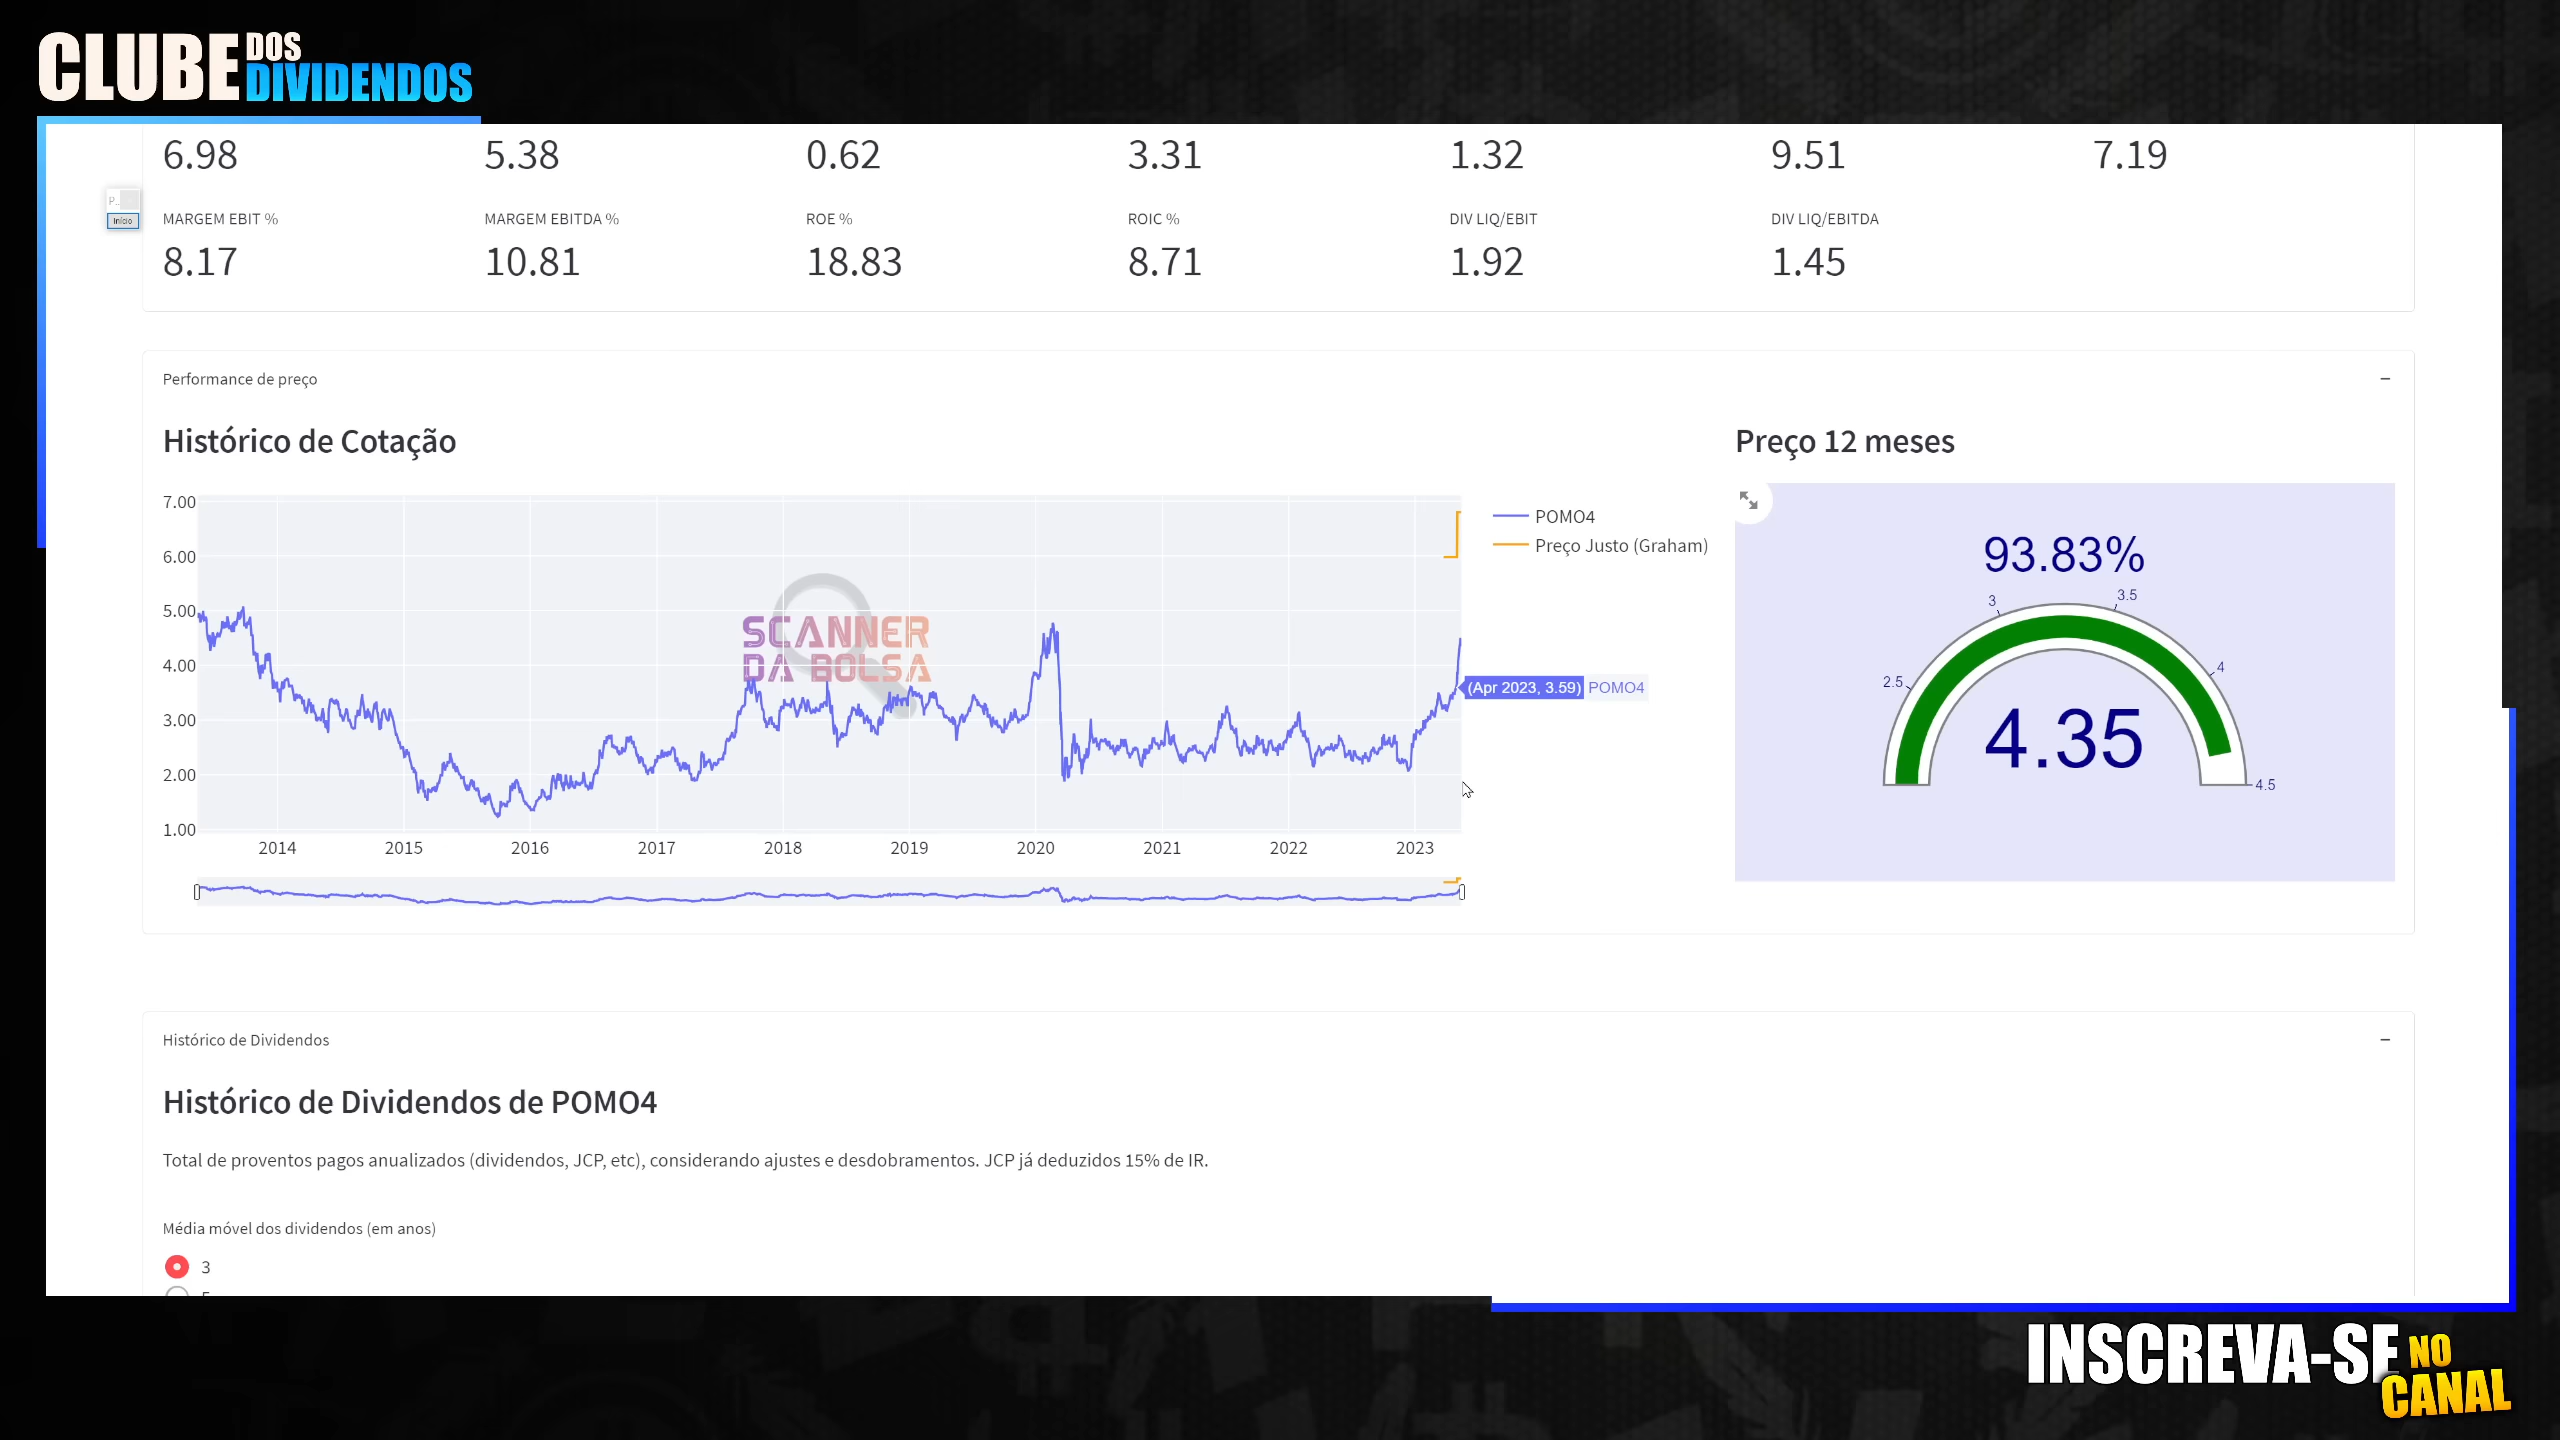 CLUBE DOS DIVIDENDOS
6.98 5.38 0.62 3.31 1.32 9.51 7.19
Início
MARGEM EBIT % MARGEM EBITDA % ROE % ROIC % DIV LIQ/EBIT DIV LIQ/EBITDA
8.17 10.81 18.83 8.71 1.92 1.45
Performance de preço
Histórico de Cotação
Preço 12 meses
7.00
6.00
5.00
4.00
3.00
2.00
1.00
2014 2015 2016 2017 2018 2019 2020 2021 2022 2023
SCANNER
DA BOLSA
POMO4
Preço Justo (Graham)
(Apr 2023, 3.59) POMO4
93.83%
2.5 3 3.5 4 4.5
4.35
Histórico de Dividendos
Histórico de Dividendos de POMO4
Total de proventos pagos anualizados (dividendos, JCP, etc), considerando ajustes e desdobramentos. JCP já deduzidos 15% de IR.
Média móvel dos dividendos (em anos)
3
INSCREVA-SE NO CANAL